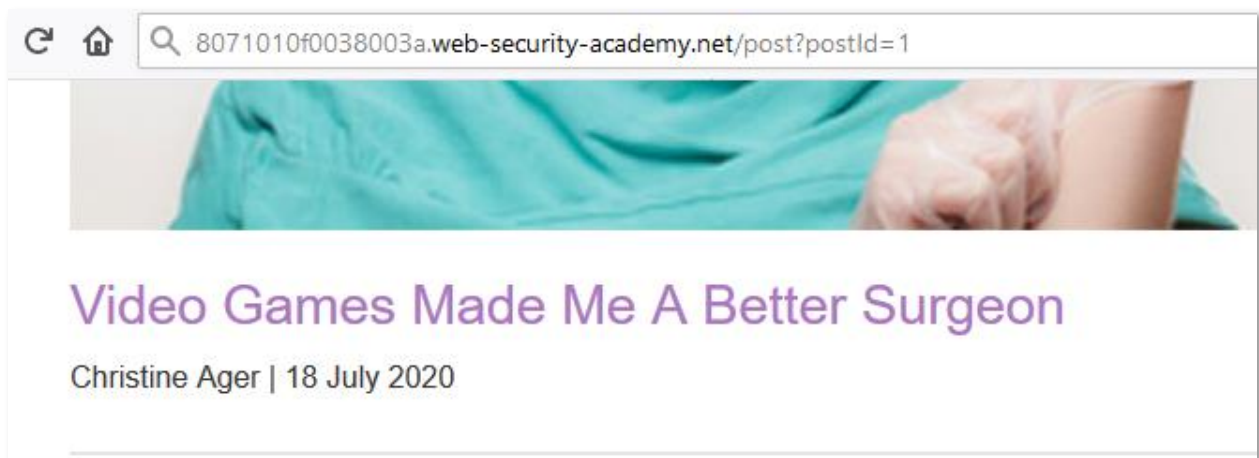 8071010f0038003a.web-security-academy.net/post?postId=1
Video Games Made Me A Better Surgeon
Christine Ager | 18 July 2020